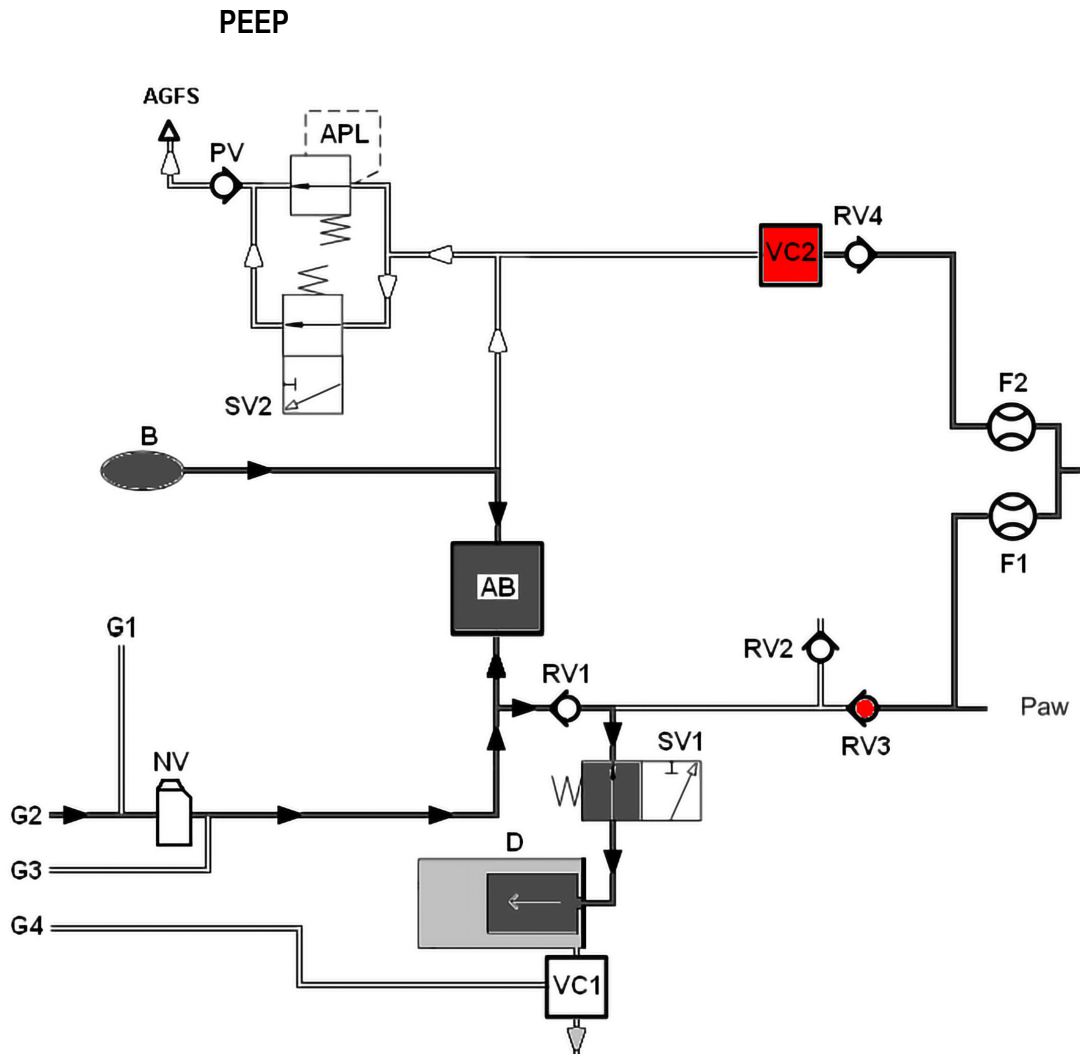 PEEP
AGFS
APL
PV
RV4
VC2
F2
SV2
B
F1
AB
G1
RV2
RV1
Paw
RV3
SV1
NV
G2
D
G3
G4
VC1